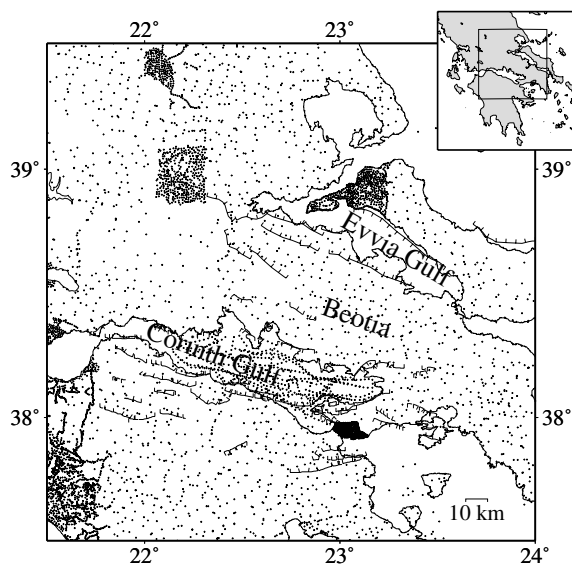 22° 23°
39° 39°
Evvia Gulf
Beotia
Corinth Gulf
38° 38°
10 km
22° 23° 24°